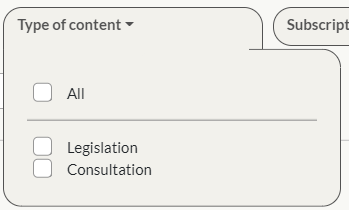 Type of content
Subscript
All
Legislation
Consultation